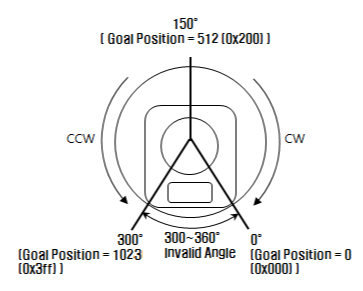 150°
( Goal Position = 512 (0x200) )
CCW
CW
300°
(Goal Position = 1023
(0x3ff) )
300~360°
Invalid Angle
0°
(Goal Position = 0
(0x000) )